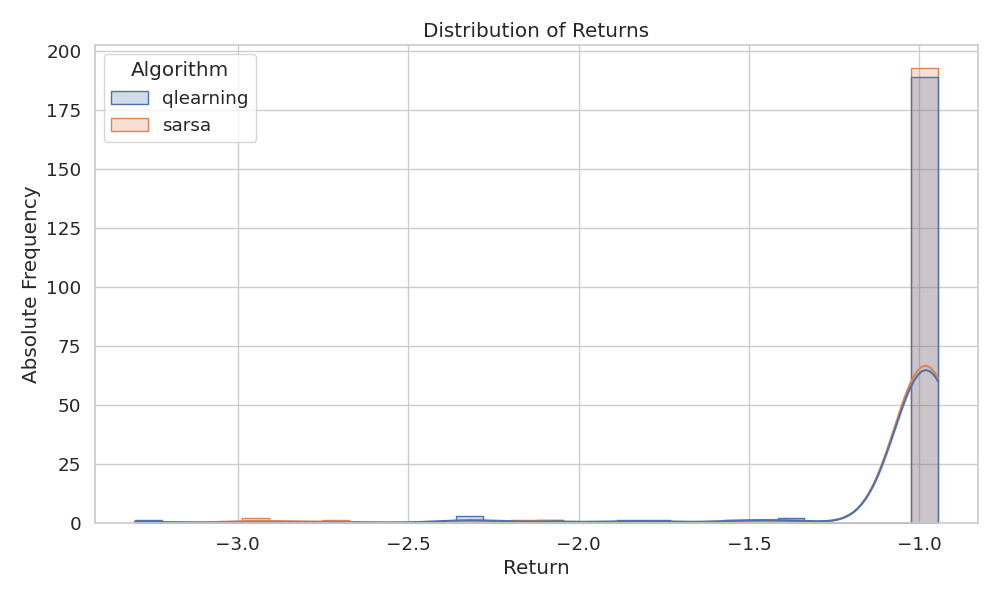 Distribution of Returns
Algorithm
qlearning
sarsa
Absolute Frequency
200
175
150
125
100
75
50
25
0
−3.0
−2.5
−2.0
−1.5
−1.0
Return